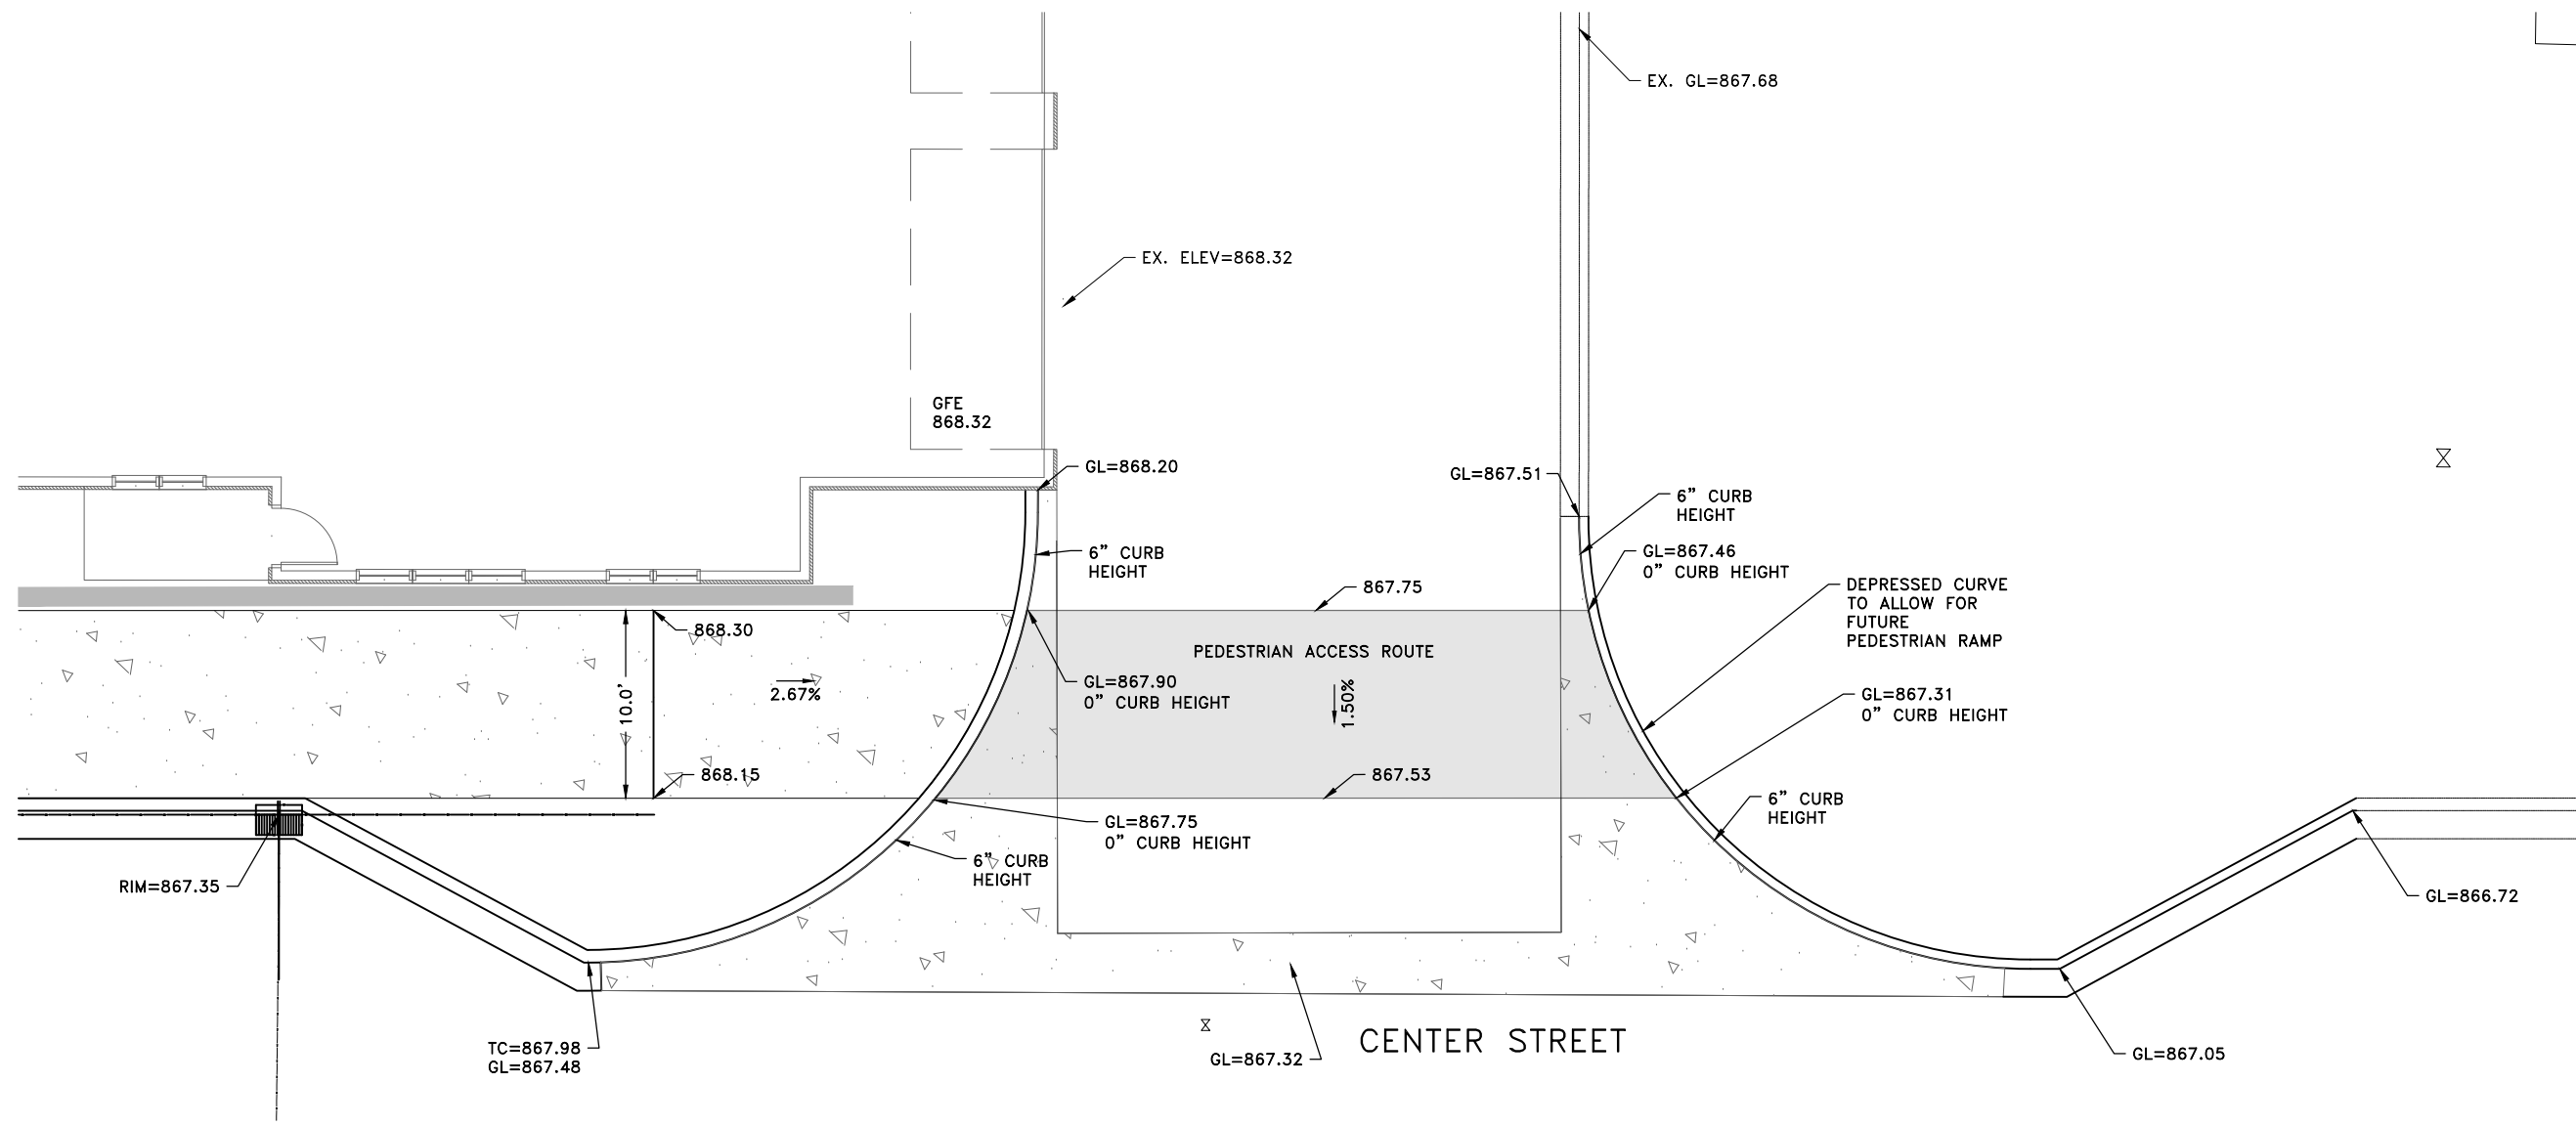 EX. GL=867.68
EX. ELEV=868.32
GFE
868.32
GL=868.20
GL=867.51
6" CURB
HEIGHT
6" CURB
HEIGHT
GL=867.46
0" CURB HEIGHT
867.75
DEPRESSED CURVE
TO ALLOW FOR
FUTURE
PEDESTRIAN RAMP
868.30
PEDESTRIAN ACCESS ROUTE
2.67%
10.0'
GL=867.90
0" CURB HEIGHT
1.50%
GL=867.31
0" CURB HEIGHT
868.15
867.53
6" CURB
HEIGHT
GL=867.75
0" CURB HEIGHT
6" CURB
HEIGHT
RIM=867.35
GL=866.72
TC=867.98
GL=867.48
GL=867.32
CENTER STREET
GL=867.05